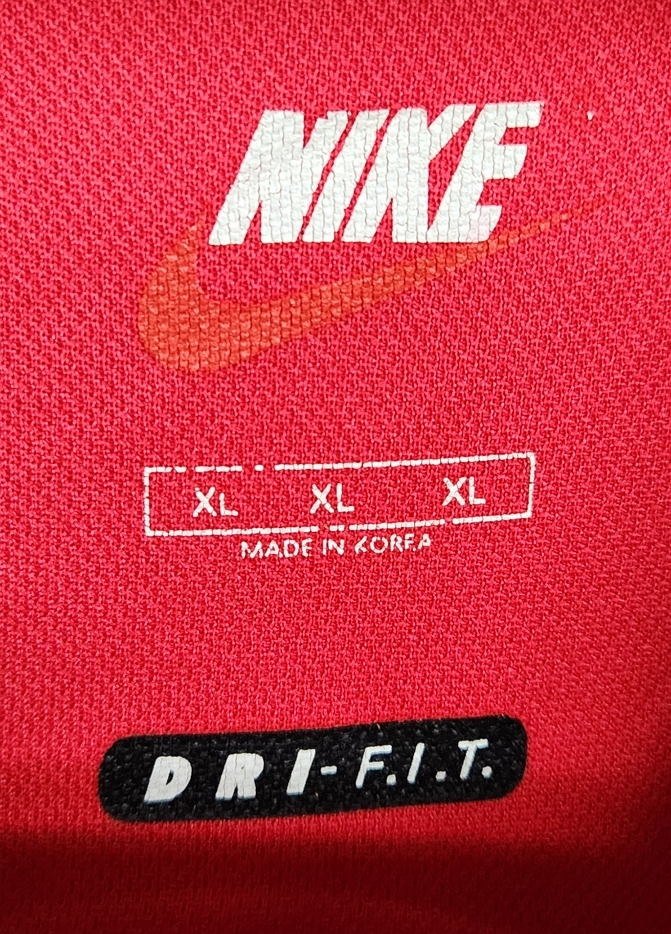 NIKE
XL XL XL
MADE IN KOREA
DRI-F.I.T.